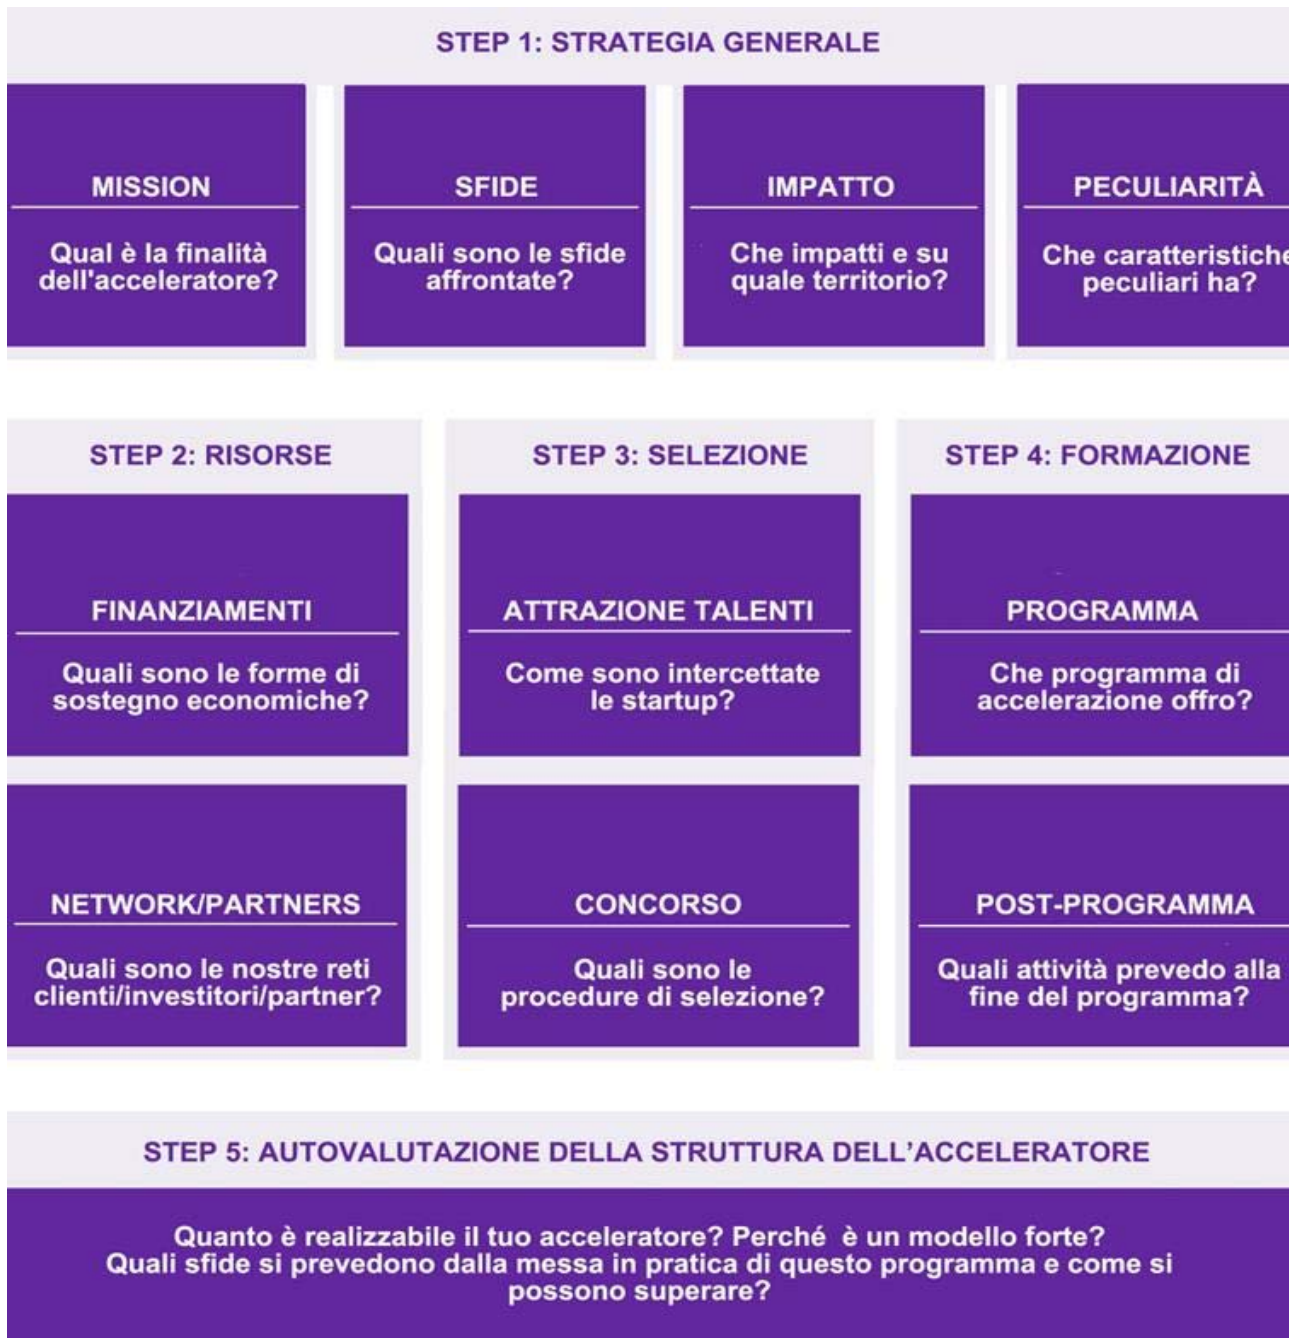 STEP 1: STRATEGIA GENERALE
MISSION
Qual è la finalità
dell'acceleratore?
SFIDE
Quali sono le sfide
affrontate?
IMPATTO
Che impatti e su
quale territorio?
PECULIARITÀ
Che caratteristiche
peculiari ha?
STEP 2: RISORSE
FINANZIAMENTI
Quali sono le forme di
sostegno economiche?
NETWORK/PARTNERS
Quali sono le nostre reti
clienti/investitori/partner?
STEP 3: SELEZIONE
ATTRAZIONE TALENTI
Come sono intercettate
le startup?
CONCORSO
Quali sono le
procedure di selezione?
STEP 4: FORMAZIONE
PROGRAMMA
Che programma di
accelerazione offro?
POST-PROGRAMMA
Quali attività prevedo alla
fine del programma?
STEP 5: AUTOVALUTAZIONE DELLA STRUTTURA DELL’ACCELERATORE
Quanto è realizzabile il tuo acceleratore? Perché è un modello forte?
Quali sfide si prevedono dalla messa in pratica di questo programma e come si
possono superare?